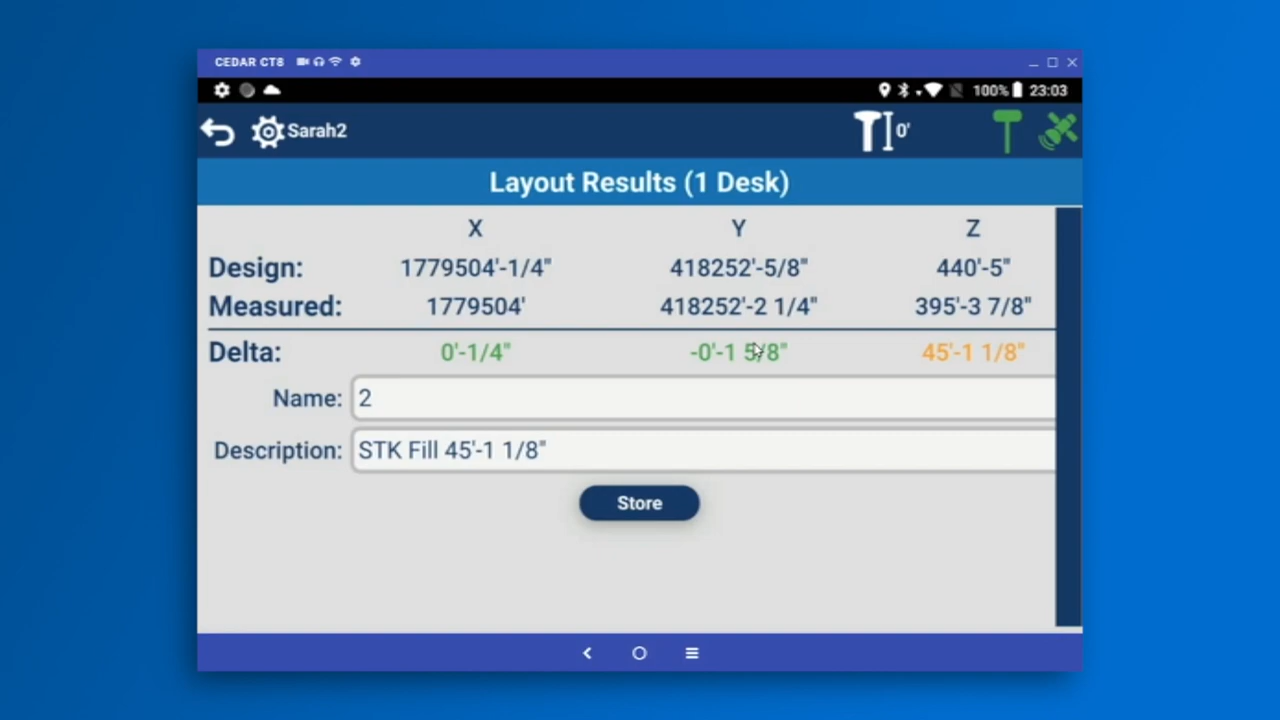 CEDAR CT8
100% 23:03
Sarah2 0'
Layout Results (1 Desk)
X Y Z
Design: 1779504'-1/4" 418252'-5/8" 440'-5"
Measured: 1779504' 418252'-2 1/4" 395'-3 7/8"
Delta: 0'-1/4" -0'-1 5/8" 45'-1 1/8"
Name: 2
Description: STK Fill 45'-1 1/8"
Store